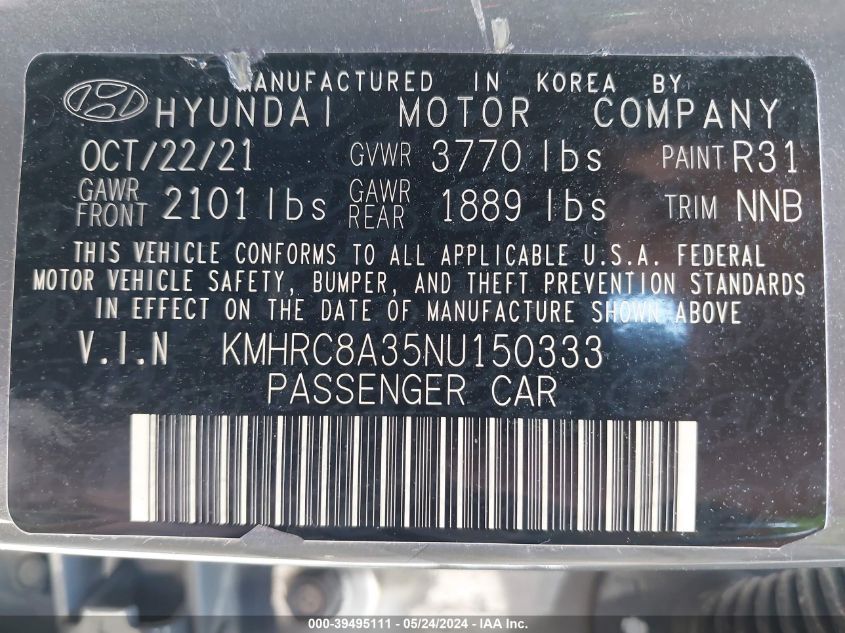 MANUFACTURED IN KOREA BY
HYUNDAI MOTOR COMPANY
OCT/22/21 GVWR 3770 lbs PAINT R31
GAWR FRONT 2101 lbs GAWR REAR 1889 lbs TRIM NNB
THIS VEHICLE CONFORMS TO ALL APPLICABLE U.S.A. FEDERAL
MOTOR VEHICLE SAFETY, BUMPER, AND THEFT PREVENTION STANDARDS
IN EFFECT ON THE DATE OF MANUFACTURE SHOWN ABOVE
V.I.N KMHRC8A35NU150333
PASSENGER CAR
000-39495111 - 05/24/2024 - IAA Inc.